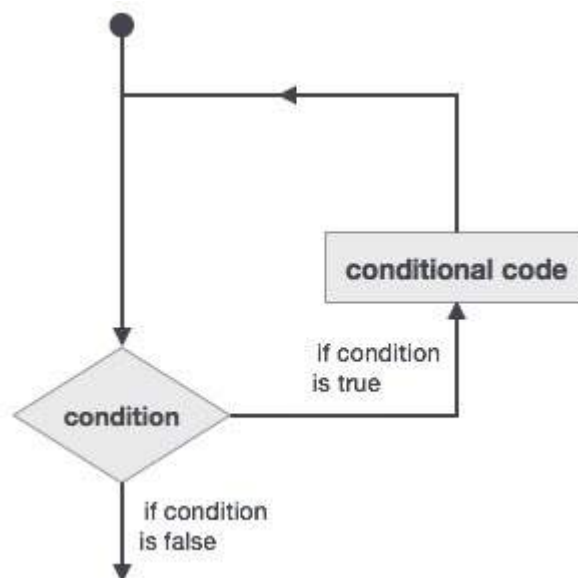 conditional code
If condition
is true
condition
if condition
is false